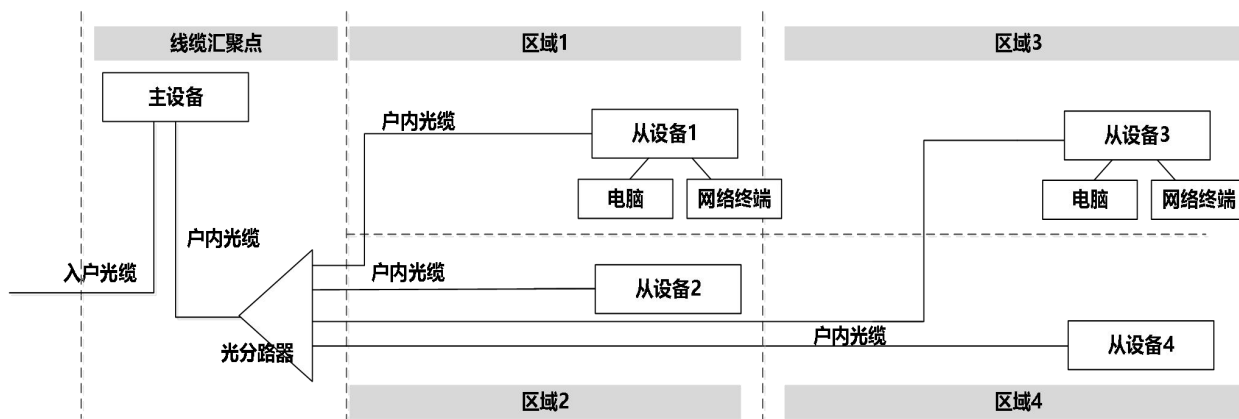 线缆汇聚点
区域1
区域3
主设备
户内光缆
从设备1
从设备3
电脑
网络终端
电脑
网络终端
户内光缆
入户光缆
户内光缆
从设备2
光分路器
户内光缆
从设备4
区域2
区域4